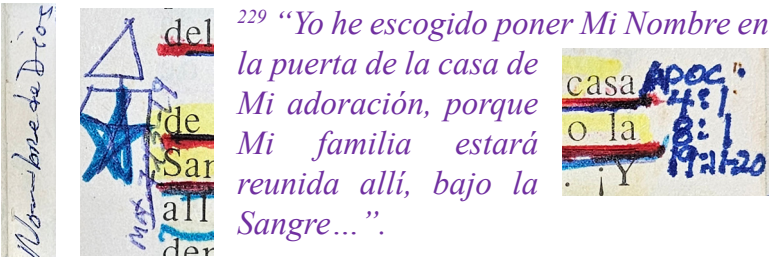 Nombre de Dios
del
de
San
all
der
229 “Yo he escogido poner Mi Nombre en
la puerta de la casa de
Mi adoración, porque
Mi familia estará
reunida allí, bajo la
Sangre…”.
casa
o la
. ¡Y
APOC.
4:1
8:1
19:11-20